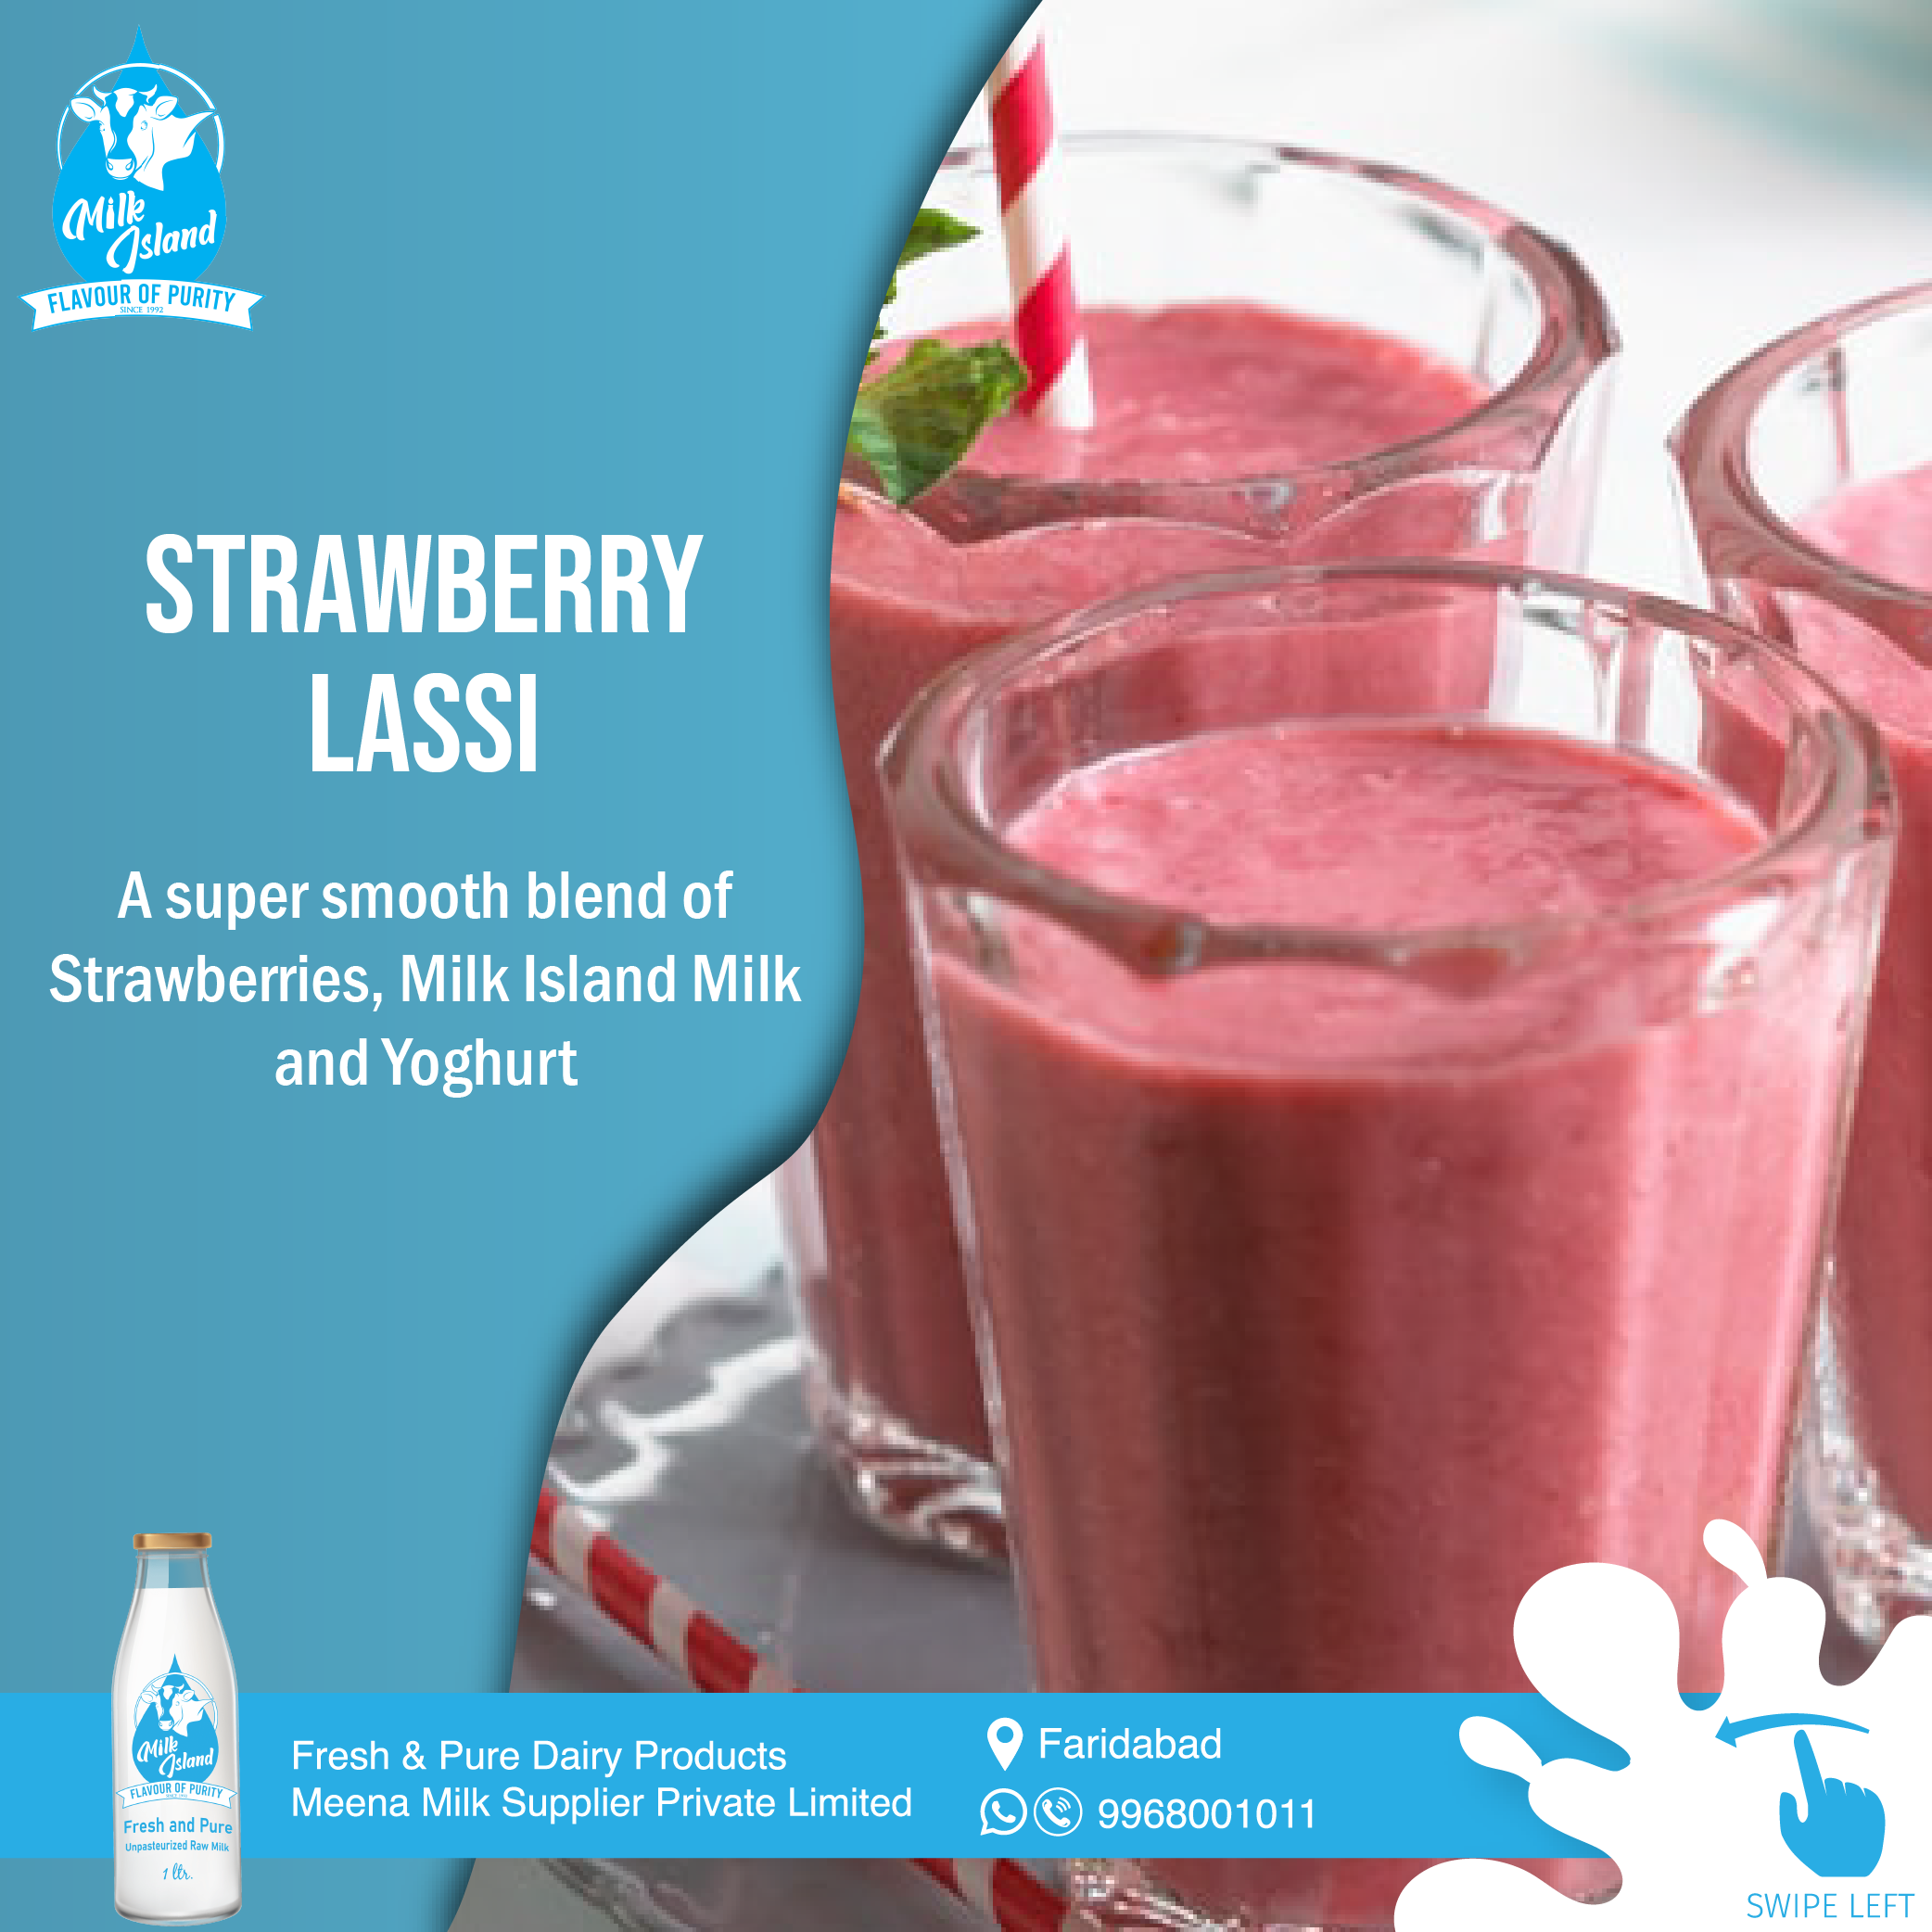 Milk
Island
FLAVOUR OF PURITY
SINCE 1992
STRAWBERRY
LASSI
A super smooth blend of
Strawberries, Milk Island Milk
and Yoghurt
Milk
Island
FLAVOUR OF PURITY
Fresh and Pure
Unpasteurized Raw Milk
1 ltr.
Fresh & Pure Dairy Products
Meena Milk Supplier Private Limited
Faridabad
9968001011
SWIPE LEFT